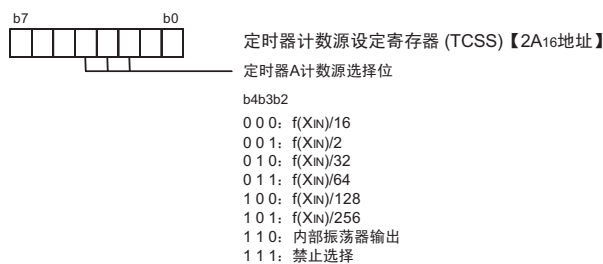 b7 b0
定时器计数源设定寄存器 (TCSS)【2A16地址】
定时器A计数源选择位
b4b3b2
0 0 0：f(XIN)/16
0 0 1：f(XIN)/2
0 1 0：f(XIN)/32
0 1 1：f(XIN)/64
1 0 0：f(XIN)/128
1 0 1：f(XIN)/256
1 1 0：内部振荡器输出
1 1 1：禁止选择